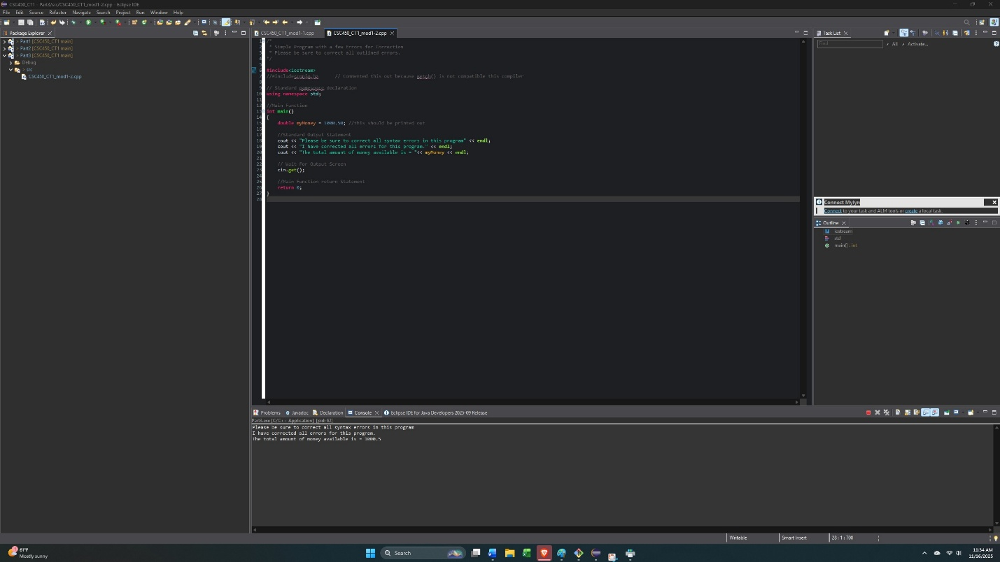 CSC450_CT1 - Part3/src/CSC450_CT1_mod1-2.cpp - Eclipse IDE
File Edit Source Refactor Navigate Search Project Run Window Help
Package Explorer
> Part1 [CSC450_CT1 main]
> Part2 [CSC450_CT1 main]
> Part3 [CSC450_CT1 main]
Debug
> src
CSC450_CT1_mod1-2.cpp
CSC450_CT1_mod1-1.cpp CSC450_CT1_mod1-2.cpp
1 /*
2 * Simple Program with a few Errors for Correction
3 * Please be sure to correct all outlined errors.
4 */
5
6 #include<iostream>
7 //#include<conio.h> // Commented this out because getch() is not compatible this compiler
8
9 // Standard namespace declaration
10 using namespace std;
11
12 //Main Function
13 int main()
14 {
15 double myMoney = 1000.50; //this should be printed out
16
17 //Standard Output Statement
18 cout << "Please be sure to correct all syntax errors in this program" << endl;
19 cout << "I have corrected all errors for this program." << endl;
20 cout << "The total amount of money available is = "<< myMoney << endl;
21
22 // Wait For Output Screen
23 cin.get();
24
25 //Main Function return Statement
26 return 0;
27 }
28
Task List
Find All Activate...
Connect Mylyn
Connect to your task and ALM tools or create a local task.
Outline
iostream
std
main() : int
Problems Javadoc Declaration Console Eclipse IDE for Java Developers 2025-09 Release
Part3.exe [C/C++ Application] [pid: 62]
Please be sure to correct all syntax errors in this program
I have corrected all errors for this program.
The total amount of money available is = 1000.5
Writable Smart Insert 28 : 1 : 700
61°F
Mostly sunny
Search
11:34 AM
11/16/2025